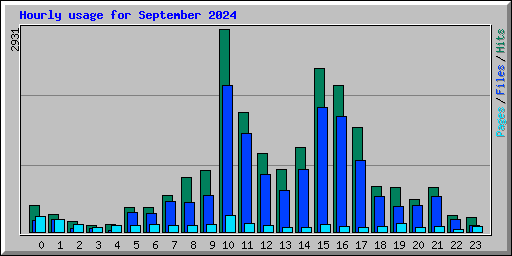 Hourly usage for September 2024
2931
Pages / Files / Hits
0 1 2 3 4 5 6 7 8 9 10 11 12 13 14 15 16 17 18 19 20 21 22 23